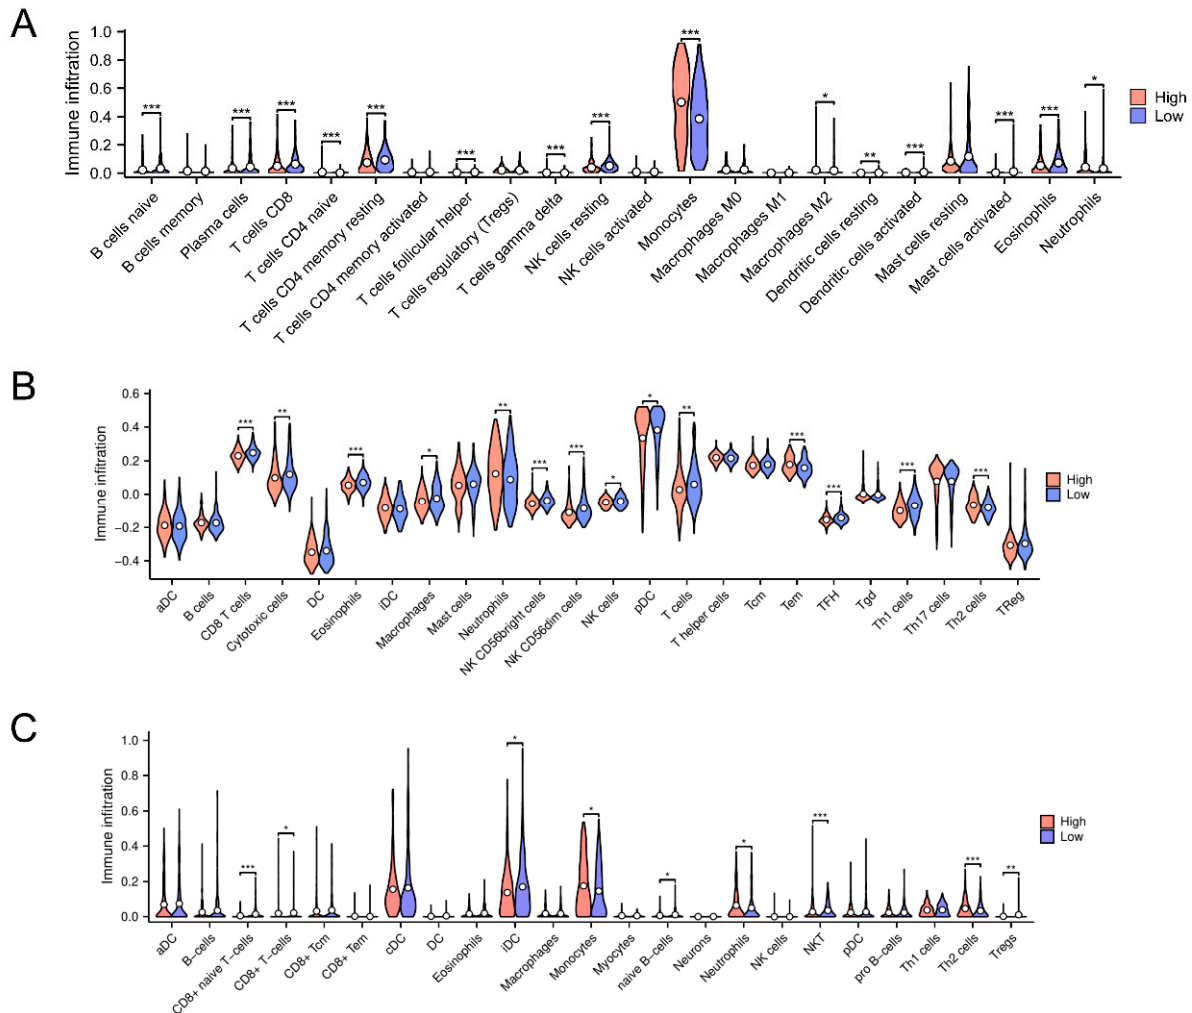 A
Immune infitration
1.0
0.8
0.6
0.4
0.2
0.0
***
***
***
***
***
***
***
***
***
*
**
***
***
***
*
High
Low
B cells naive
B cells memory
Plasma cells
T cells CD8
T cells CD4 naive
T cells CD4 memory resting
T cells CD4 memory activated
T cells follicular helper
T cells regulatory (Tregs)
T cells gamma delta
NK cells resting
NK cells activated
Monocytes
Macrophages M0
Macrophages M1
Macrophages M2
Dendritic cells resting
Dendritic cells activated
Mast cells resting
Mast cells activated
Eosinophils
Neutrophils
B
Immune infitration
0.6
0.4
0.2
0.0
−0.2
−0.4
***
**
***
*
**
***
***
*
*
**
***
***
***
***
High
Low
aDC
B cells
CD8 T cells
Cytotoxic cells
DC
Eosinophils
iDC
Macrophages
Mast cells
Neutrophils
NK CD56bright cells
NK CD56dim cells
NK cells
pDC
T cells
T helper cells
Tcm
Tem
TFH
Tgd
Th1 cells
Th17 cells
Th2 cells
TReg
C
Immune infitration
1.0
0.8
0.6
0.4
0.2
0.0
***
*
*
*
*
*
***
***
**
High
Low
aDC
B−cells
CD8+ naive T−cells
CD8+ T−cells
CD8+ Tcm
CD8+ Tem
cDC
DC
Eosinophils
iDC
Macrophages
Monocytes
Myocytes
naive B−cells
Neurons
Neutrophils
NK cells
NKT
pDC
pro B−cells
Th1 cells
Th2 cells
Tregs